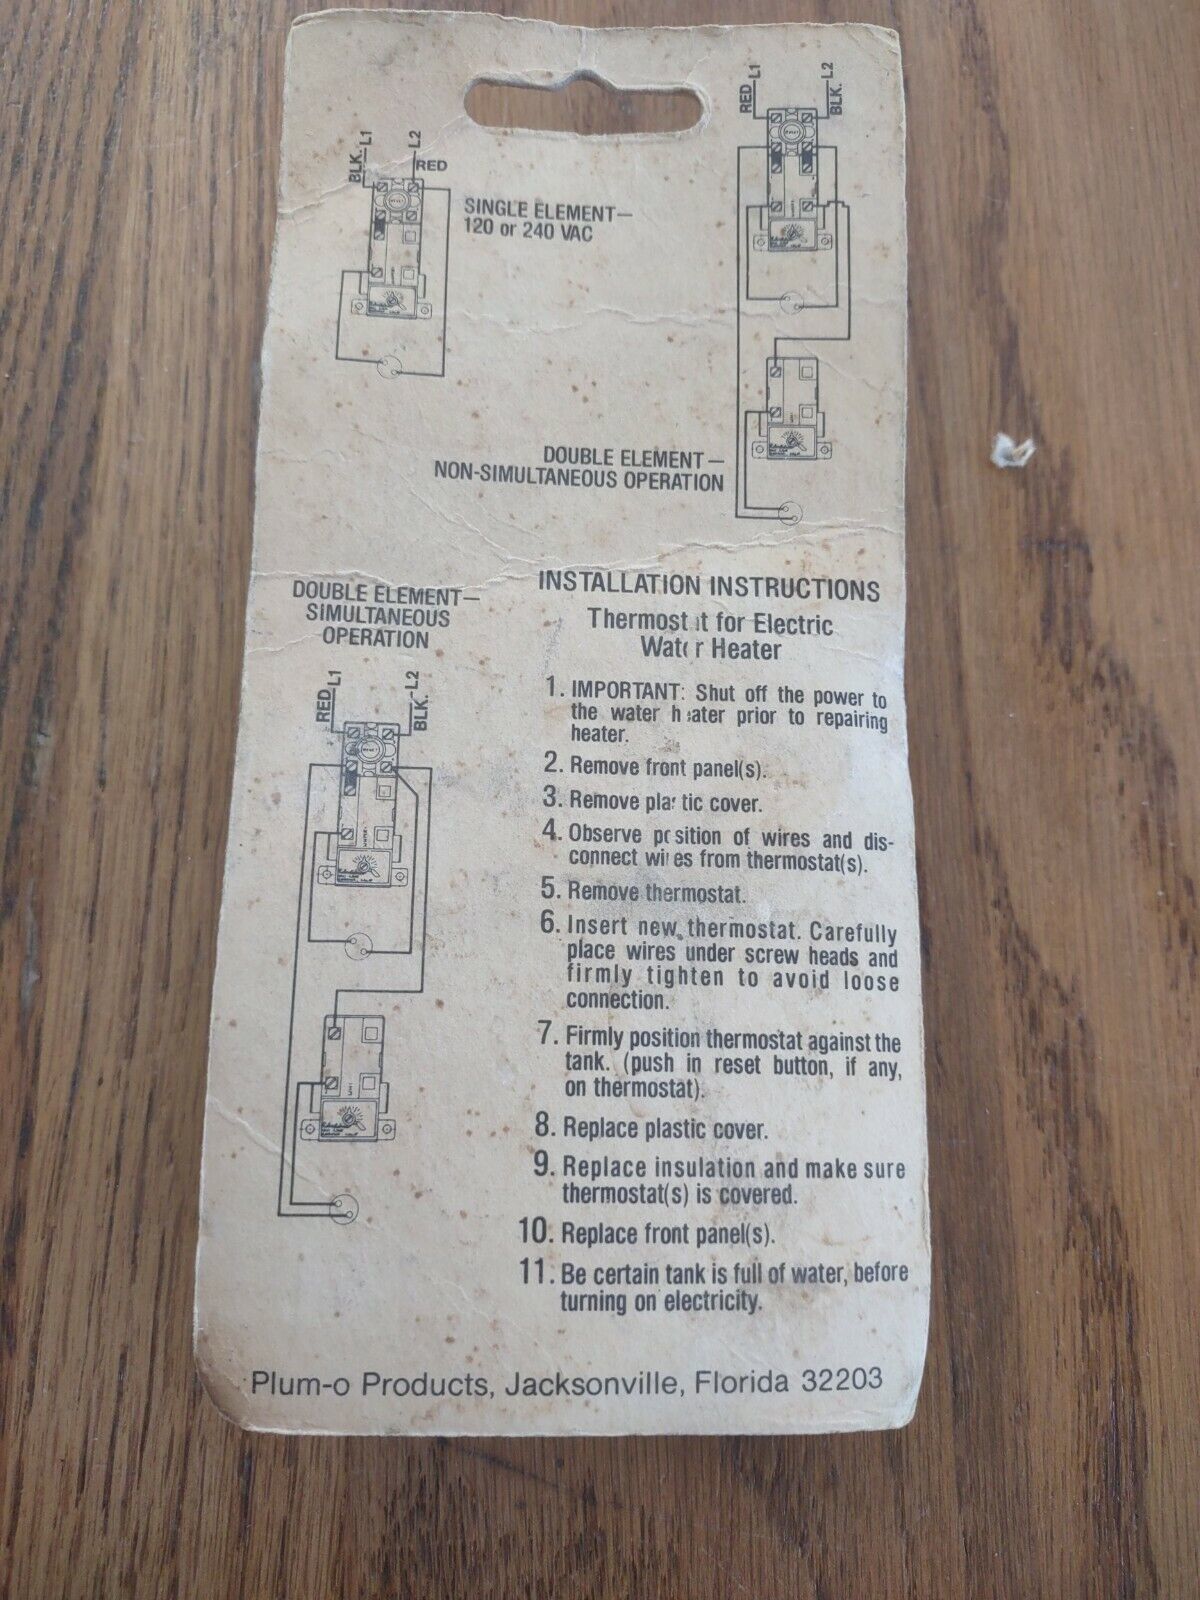 BLK.
L1
L2
RED
SINGLE ELEMENT—
120 or 240 VAC
RED
L1
L2
BLK.
DOUBLE ELEMENT—
NON-SIMULTANEOUS OPERATION
DOUBLE ELEMENT—
SIMULTANEOUS
OPERATION
RED
L1
L2
BLK.
INSTALLATION INSTRUCTIONS
Thermost t for Electric
Wat r Heater
1. IMPORTANT: Shut off the power to
the water h ater prior to repairing
heater.
2. Remove front panel(s).
3. Remove pla tic cover.
4. Observe position of wires and dis-
connect wires from thermostat(s).
5. Remove thermostat.
6. Insert new thermostat. Carefully
place wires under screw heads and
firmly tighten to avoid loose
connection.
7. Firmly position thermostat against the
tank. (push in reset button, if any,
on thermostat).
8. Replace plastic cover.
9. Replace insulation and make sure
thermostat(s) is covered.
10. Replace front panel(s).
11. Be certain tank is full of water, before
turning on electricity.
Plum-o Products, Jacksonville, Florida 32203